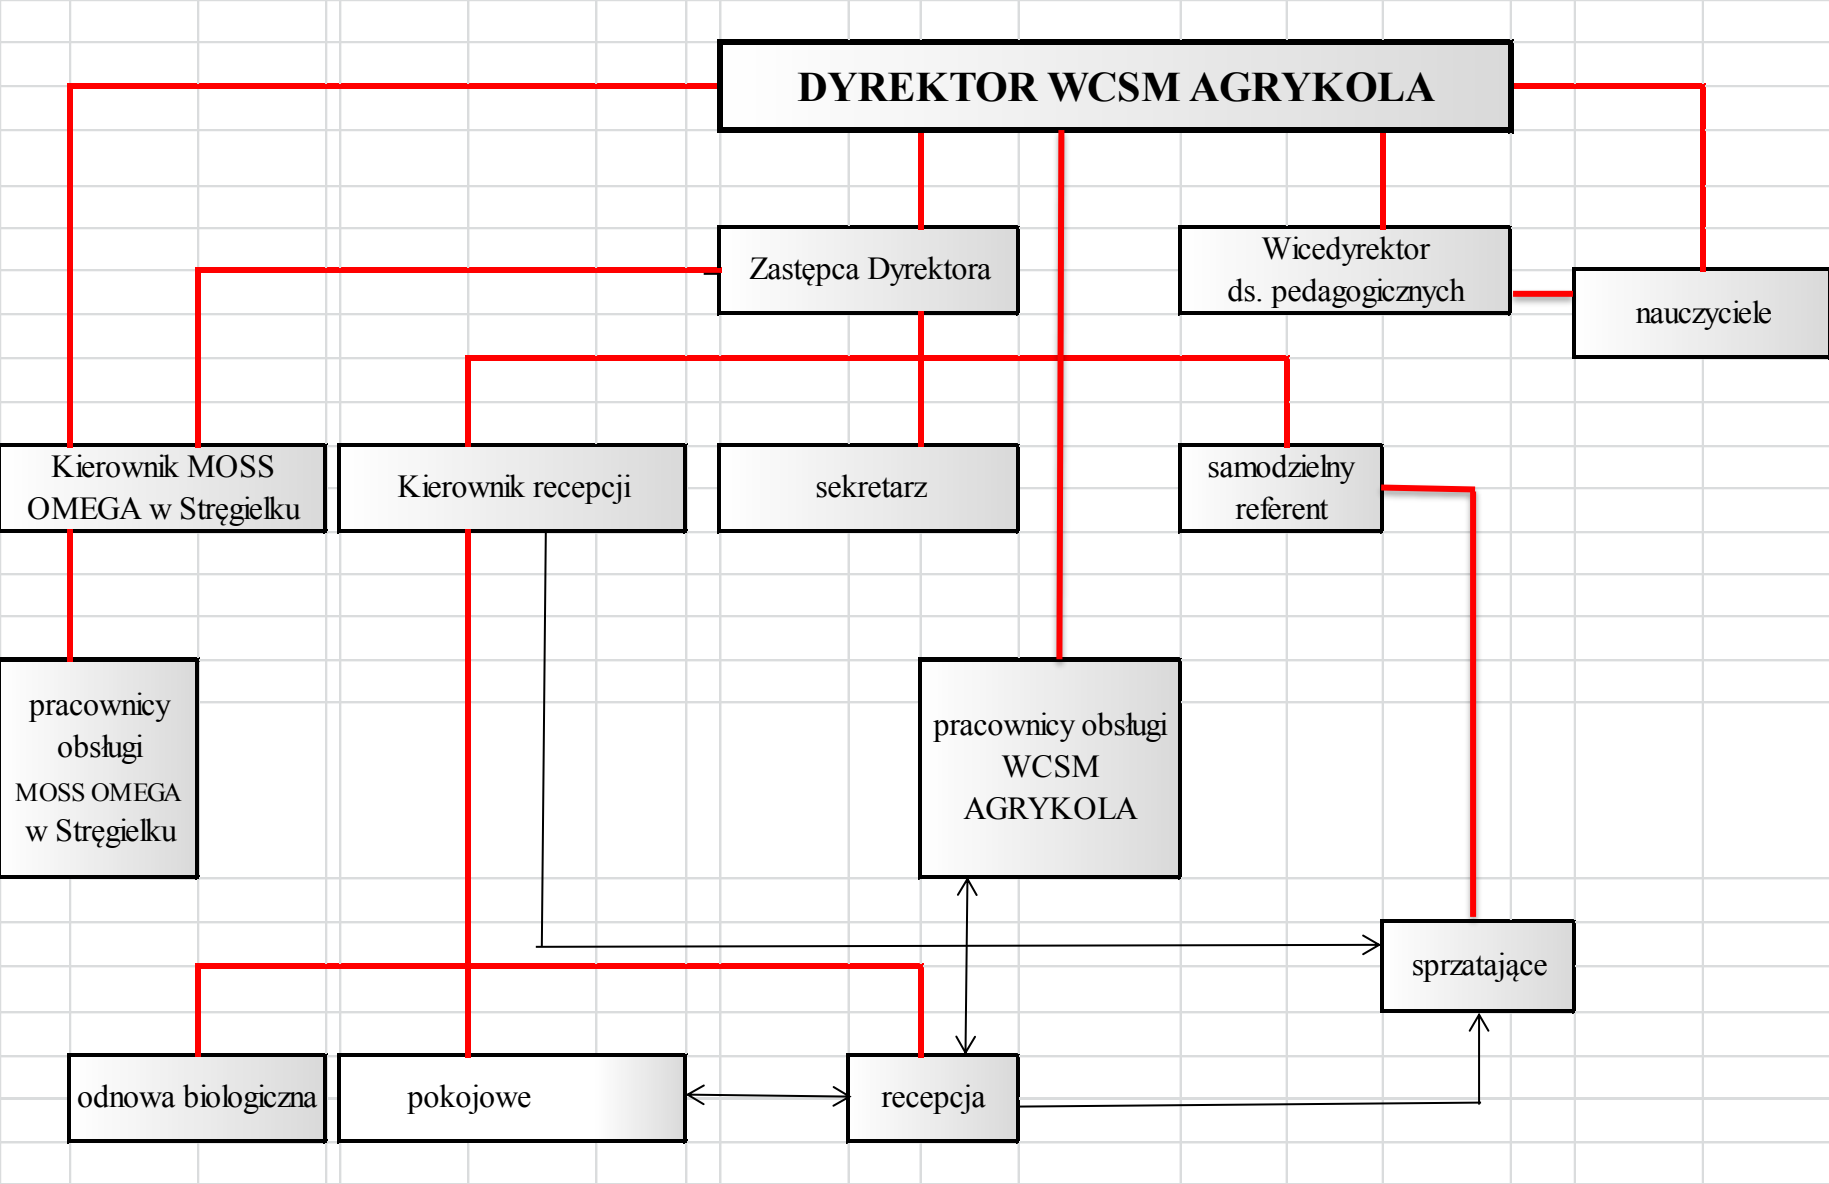 DYREKTOR WCSM AGRYKOLA
Zastępca Dyrektora
Wicedyrektor
ds. pedagogicznych
nauczyciele
Kierownik MOSS
OMEGA w Stręgielku
Kierownik recepcji
sekretarz
samodzielny
referent
pracownicy
obsługi
MOSS OMEGA
w Stręgielku
pracownicy obsługi
WCSM
AGRYKOLA
sprzatające
odnowa biologiczna
pokojowe
recepcja